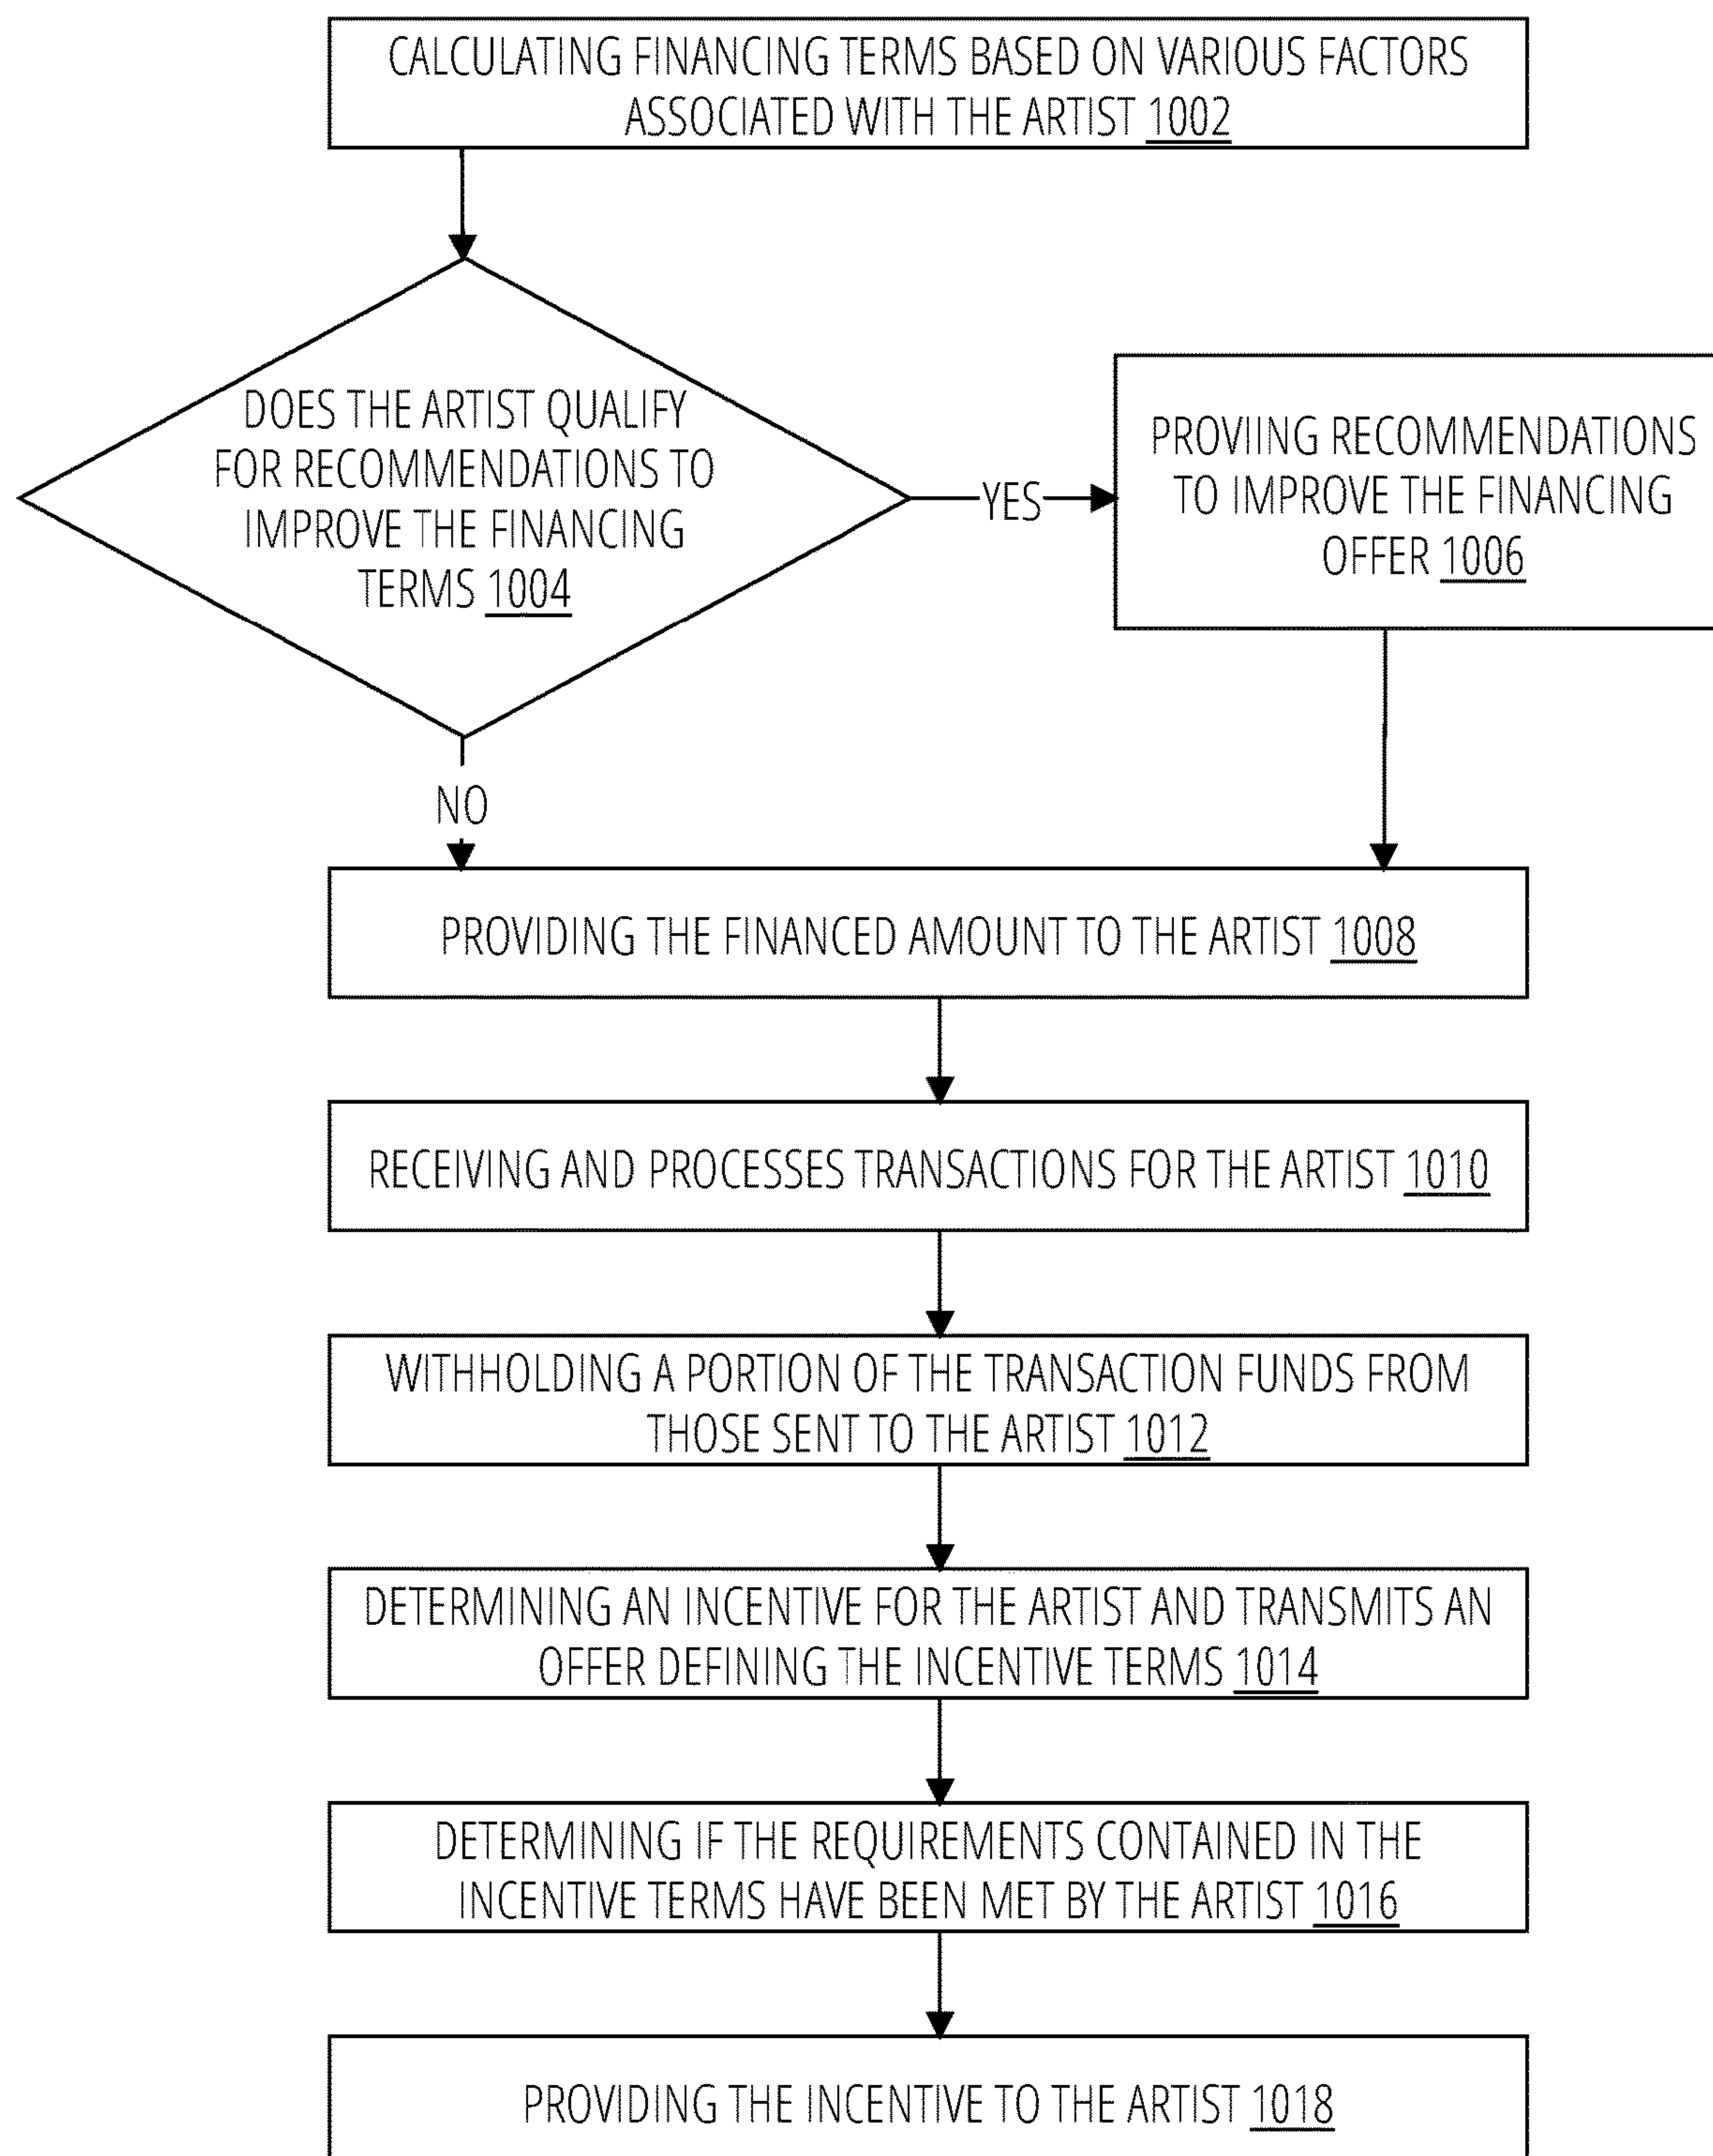 CALCULATING FINANCING TERMS BASED ON VARIOUS FACTORS
ASSOCIATED WITH THE ARTIST 1002
DOES THE ARTIST QUALIFY
FOR RECOMMENDATIONS TO
IMPROVE THE FINANCING
TERMS 1004
YES
PROVIING RECOMMENDATIONS
TO IMPROVE THE FINANCING
OFFER 1006
NO
PROVIDING THE FINANCED AMOUNT TO THE ARTIST 1008
RECEIVING AND PROCESSES TRANSACTIONS FOR THE ARTIST 1010
WITHHOLDING A PORTION OF THE TRANSACTION FUNDS FROM
THOSE SENT TO THE ARTIST 1012
DETERMINING AN INCENTIVE FOR THE ARTIST AND TRANSMITS AN
OFFER DEFINING THE INCENTIVE TERMS 1014
DETERMINING IF THE REQUIREMENTS CONTAINED IN THE
INCENTIVE TERMS HAVE BEEN MET BY THE ARTIST 1016
PROVIDING THE INCENTIVE TO THE ARTIST 1018